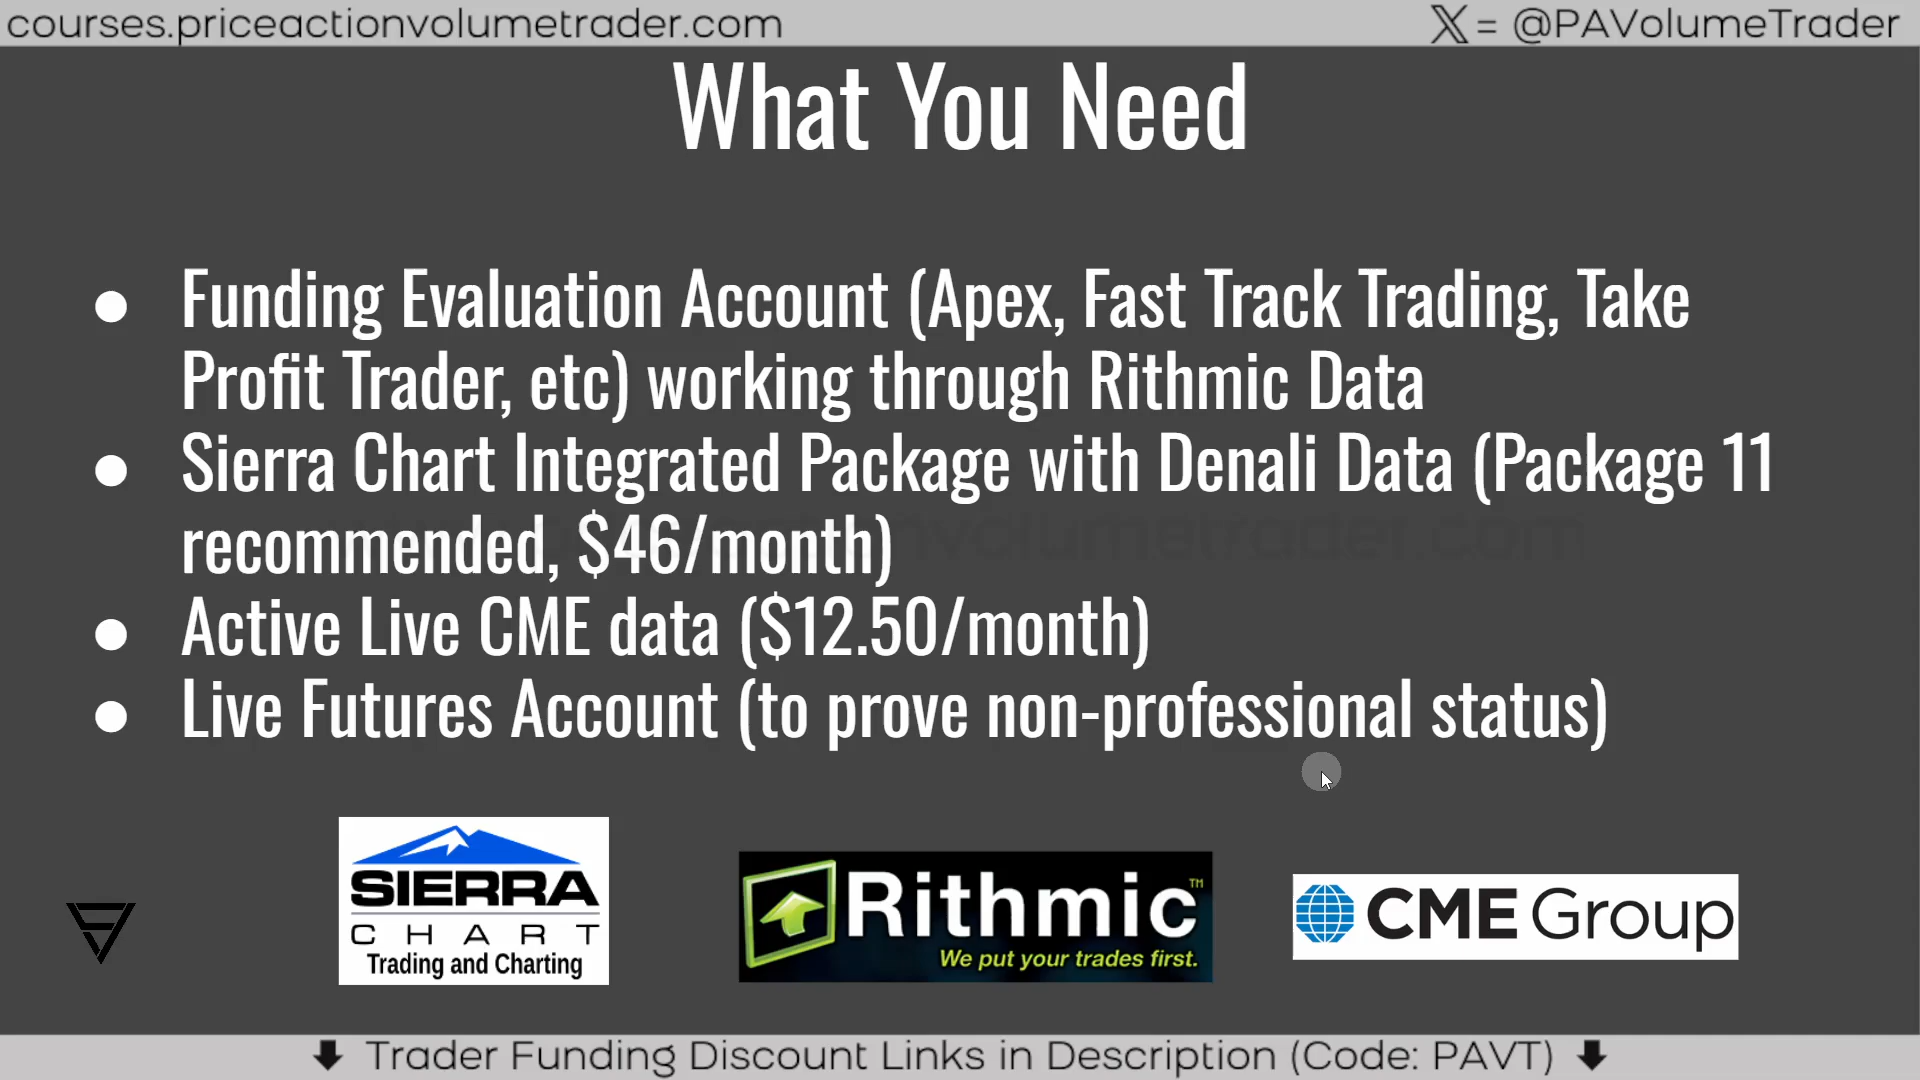 courses.priceactionvolumetrader.com
X = @PAVolumeTrader
What You Need
● Funding Evaluation Account (Apex, Fast Track Trading, Take
Profit Trader, etc) working through Rithmic Data
● Sierra Chart Integrated Package with Denali Data (Package 11
recommended, $46/month)
● Active Live CME data ($12.50/month)
● Live Futures Account (to prove non-professional status)
SIERRA
CHART
Trading and Charting
Rithmic™
We put your trades first.
CME Group
Trader Funding Discount Links in Description (Code: PAVT)